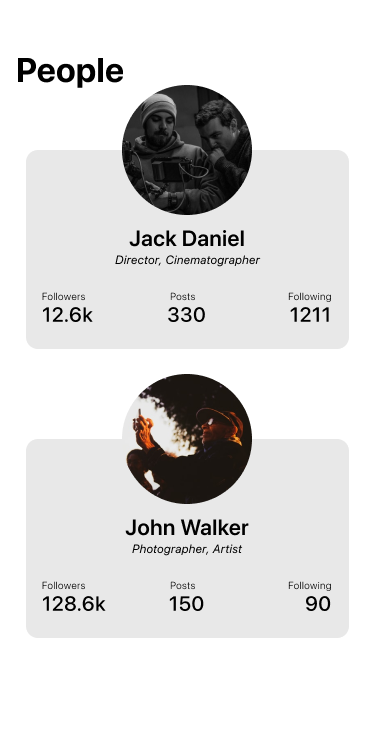 People
Jack Daniel
Director, Cinematographer
Followers Posts Following
12.6k 330 1211
John Walker
Photographer, Artist
Followers Posts Following
128.6k 150 90